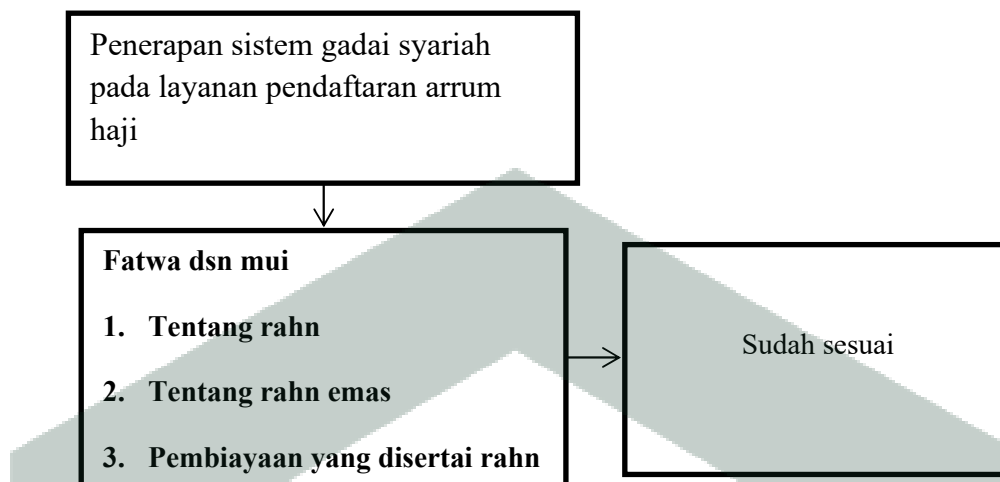 Penerapan sistem gadai syariah
pada layanan pendaftaran arrum
haji
Fatwa dsn mui
1. Tentang rahn
2. Tentang rahn emas
3. Pembiayaan yang disertai rahn
Sudah sesuai